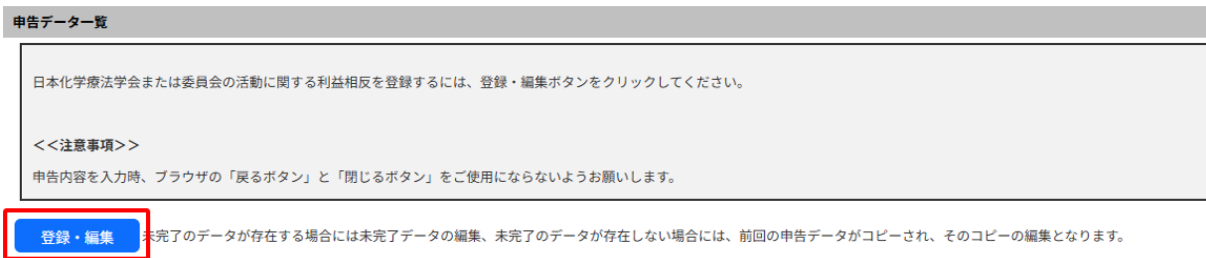 申告データ一覧
日本化学療法学会または委員会の活動に関する利益相反を登録するには、登録・編集ボタンをクリックしてください。
<<注意事項>>
申告内容を入力時、ブラウザの「戻るボタン」と「閉じるボタン」をご使用にならないようお願いします。
登録・編集 未完了のデータが存在する場合には未完了データの編集、未完了のデータが存在しない場合には、前回の申告データがコピーされ、そのコピーの編集となります。